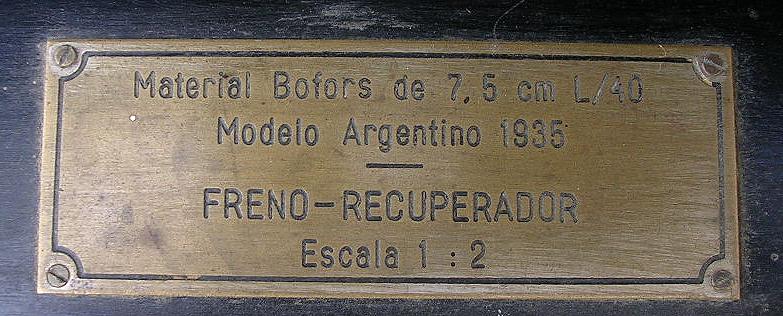 Material Bofors de 7,5 cm L/40
Modelo Argentino 1935
FRENO-RECUPERADOR
Escala 1 : 2